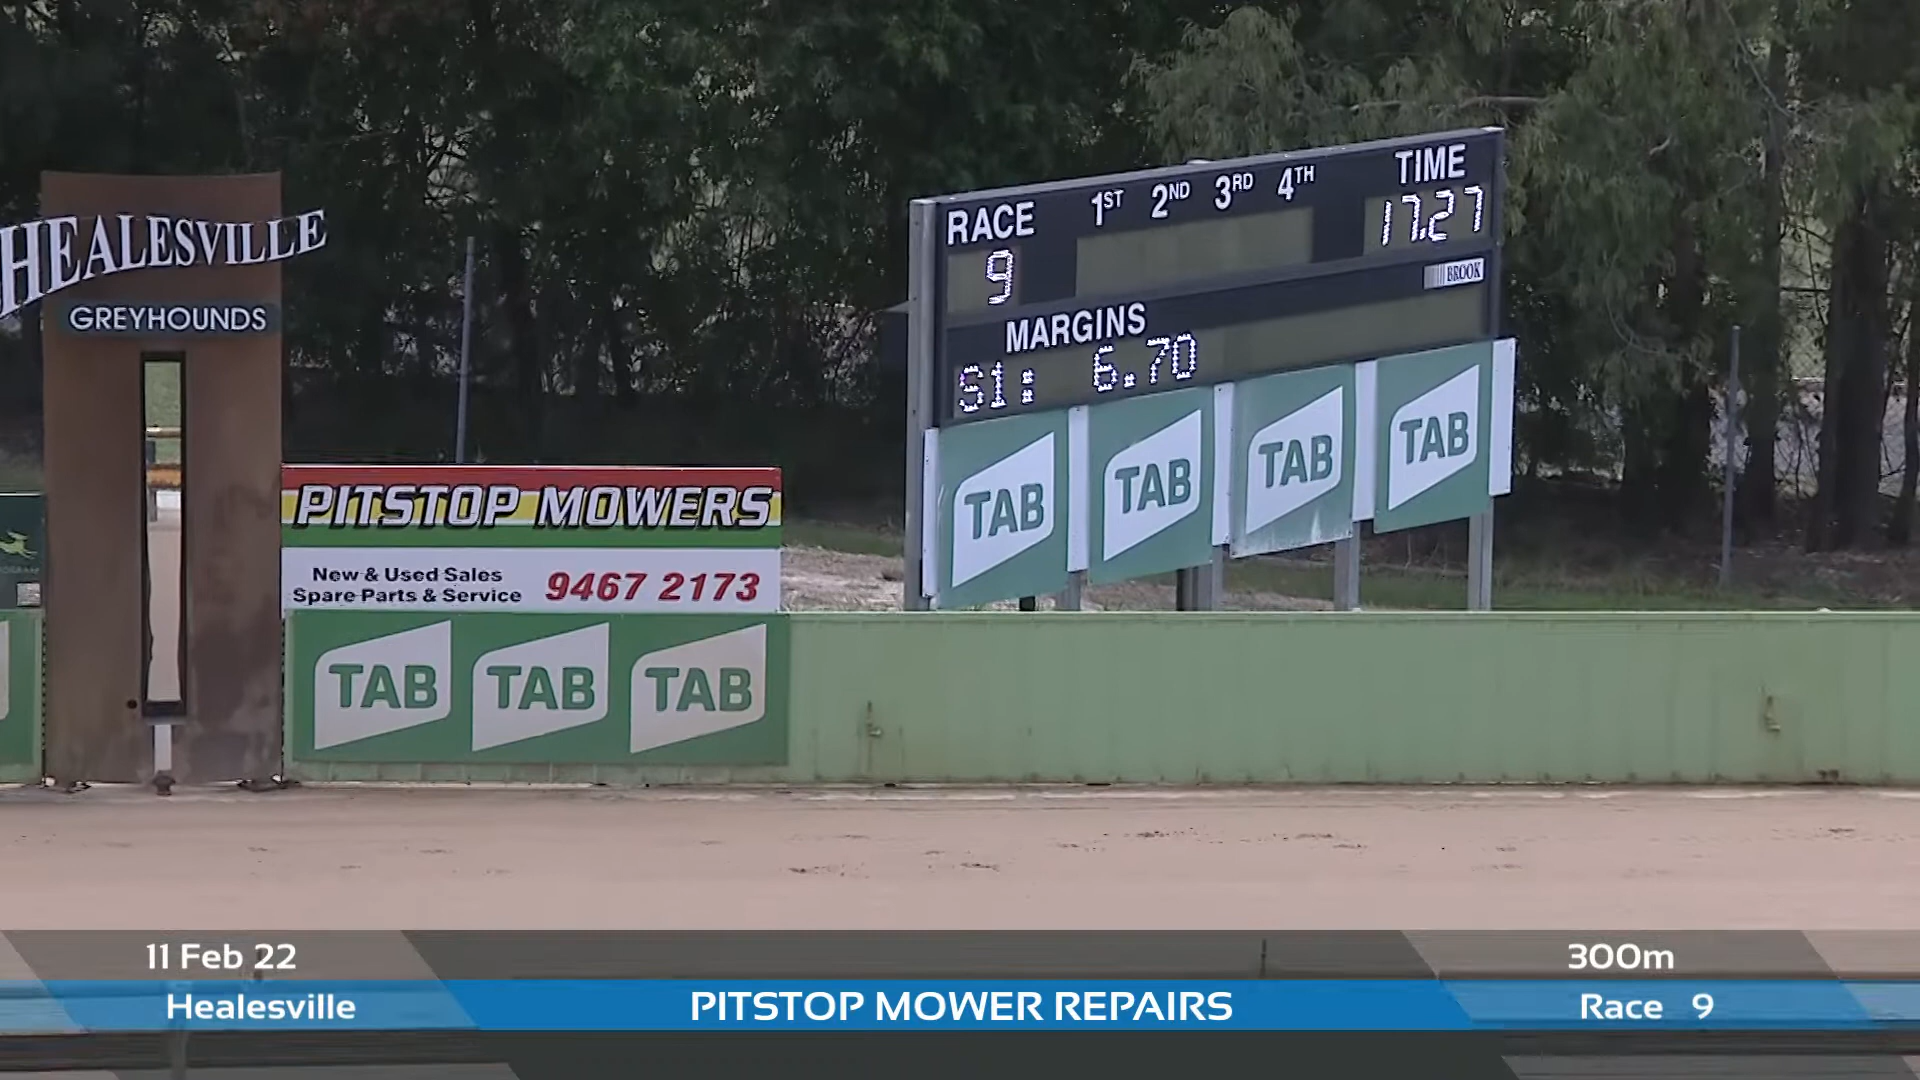 HEALESVILLE
GREYHOUNDS
RACE 1ST 2ND 3RD 4TH TIME
9 17.27
BROOK
MARGINS
S1: 6.70
TAB TAB TAB TAB
PITSTOP MOWERS
New & Used Sales
Spare Parts & Service
9467 2173
TAB TAB TAB
11 Feb 22
300m
Healesville
PITSTOP MOWER REPAIRS
Race 9